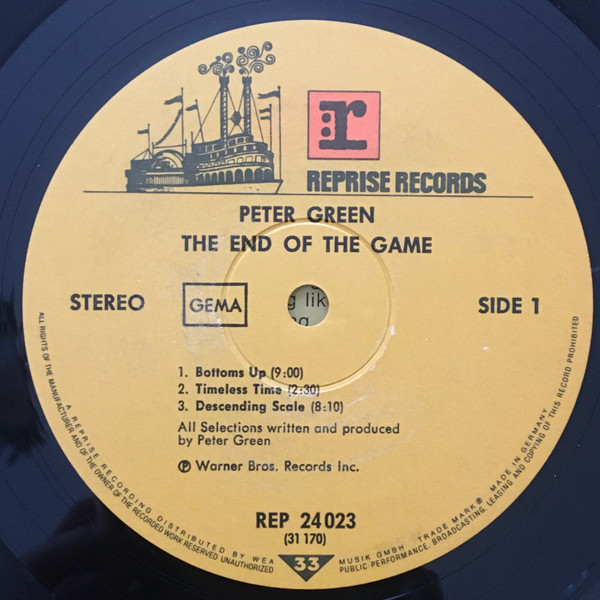 r
REPRISE RECORDS
PETER GREEN
THE END OF THE GAME
STEREO
GEMA
SIDE 1
g lik
1. Bottoms Up (9:00)
2. Timeless Time (2:30)
3. Descending Scale (8:10)
All Selections written and produced
by Peter Green
Ⓟ Warner Bros. Records Inc.
REP 24 023
(31 170)
33
A REPRISE RECORDING DISTRIBUTED BY WEA MUSIK GMBH . TRADE MARK ® MADE IN GERMANY
ALL RIGHTS OF THE MANUFACTURER AND OF THE OWNER OF THE RECORDED WORK RESERVED UNAUTHORIZED PUBLIC PERFORMANCE, BROADCASTING, LEASING AND COPYING OF THIS RECORD PROHIBITED